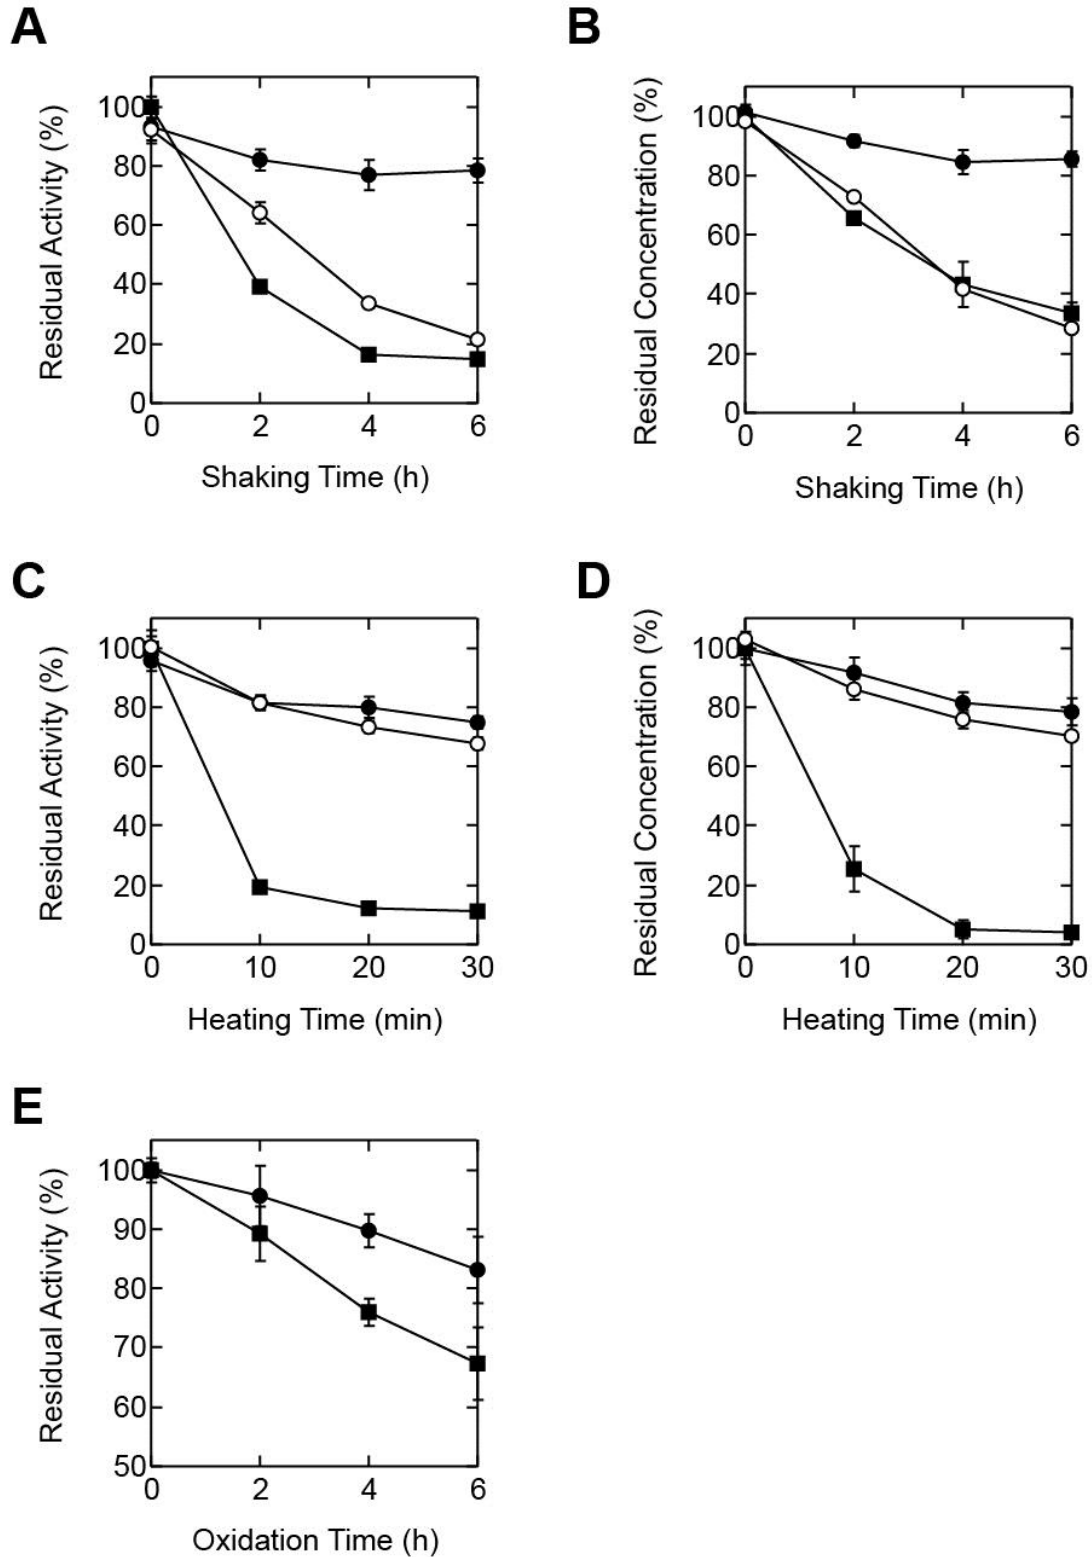 A
Residual Activity (%)
100
80
60
40
20
0
0 2 4 6
Shaking Time (h)
B
Residual Concentration (%)
100
80
60
40
20
0
0 2 4 6
Shaking Time (h)
C
Residual Activity (%)
100
80
60
40
20
0
0 10 20 30
Heating Time (min)
D
Residual Concentration (%)
100
80
60
40
20
0
0 10 20 30
Heating Time (min)
E
Residual Activity (%)
100
90
80
70
60
50
0 2 4 6
Oxidation Time (h)